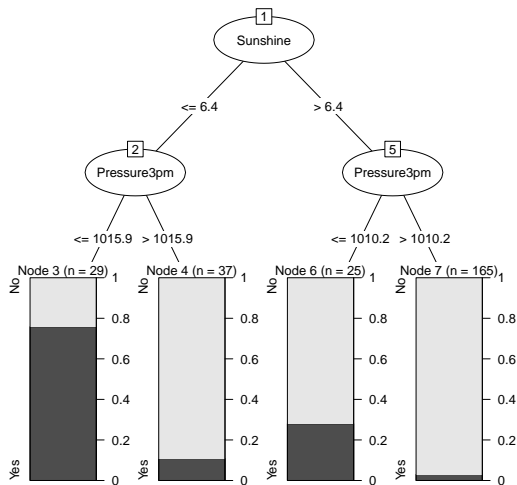 1
Sunshine
<= 6.4 > 6.4
2 5
Pressure3pm Pressure3pm
<= 1015.9 > 1015.9 <= 1010.2 > 1010.2
Node 3 (n = 29) Node 4 (n = 37) Node 6 (n = 25) Node 7 (n = 165)
No 1 No 1 No 1 No 1
0.8 0.8 0.8 0.8
0.6 0.6 0.6 0.6
0.4 0.4 0.4 0.4
0.2 0.2 0.2 0.2
Yes 0 Yes 0 Yes 0 Yes 0